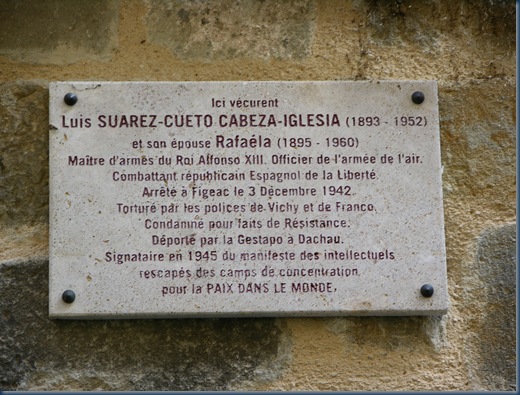 Ici vécurent
Luis SUAREZ-CUETO CABEZA-IGLESIA (1893 - 1952)
et son épouse Rafaéla (1895 - 1960)
Maître d'armes du Roi Alfonso XIII. Officier de l'armée de l'air.
Combattant républicain Espagnol de la Liberté.
Arrêté à Figeac le 3 Décembre 1942.
Torturé par les polices de Vichy et de Franco.
Condamné pour faits de Résistance.
Déporté par la Gestapo à Dachau.
Signataire en 1945 du manifeste des intellectuels
rescapés des camps de concentration
pour la PAIX DANS LE MONDE.